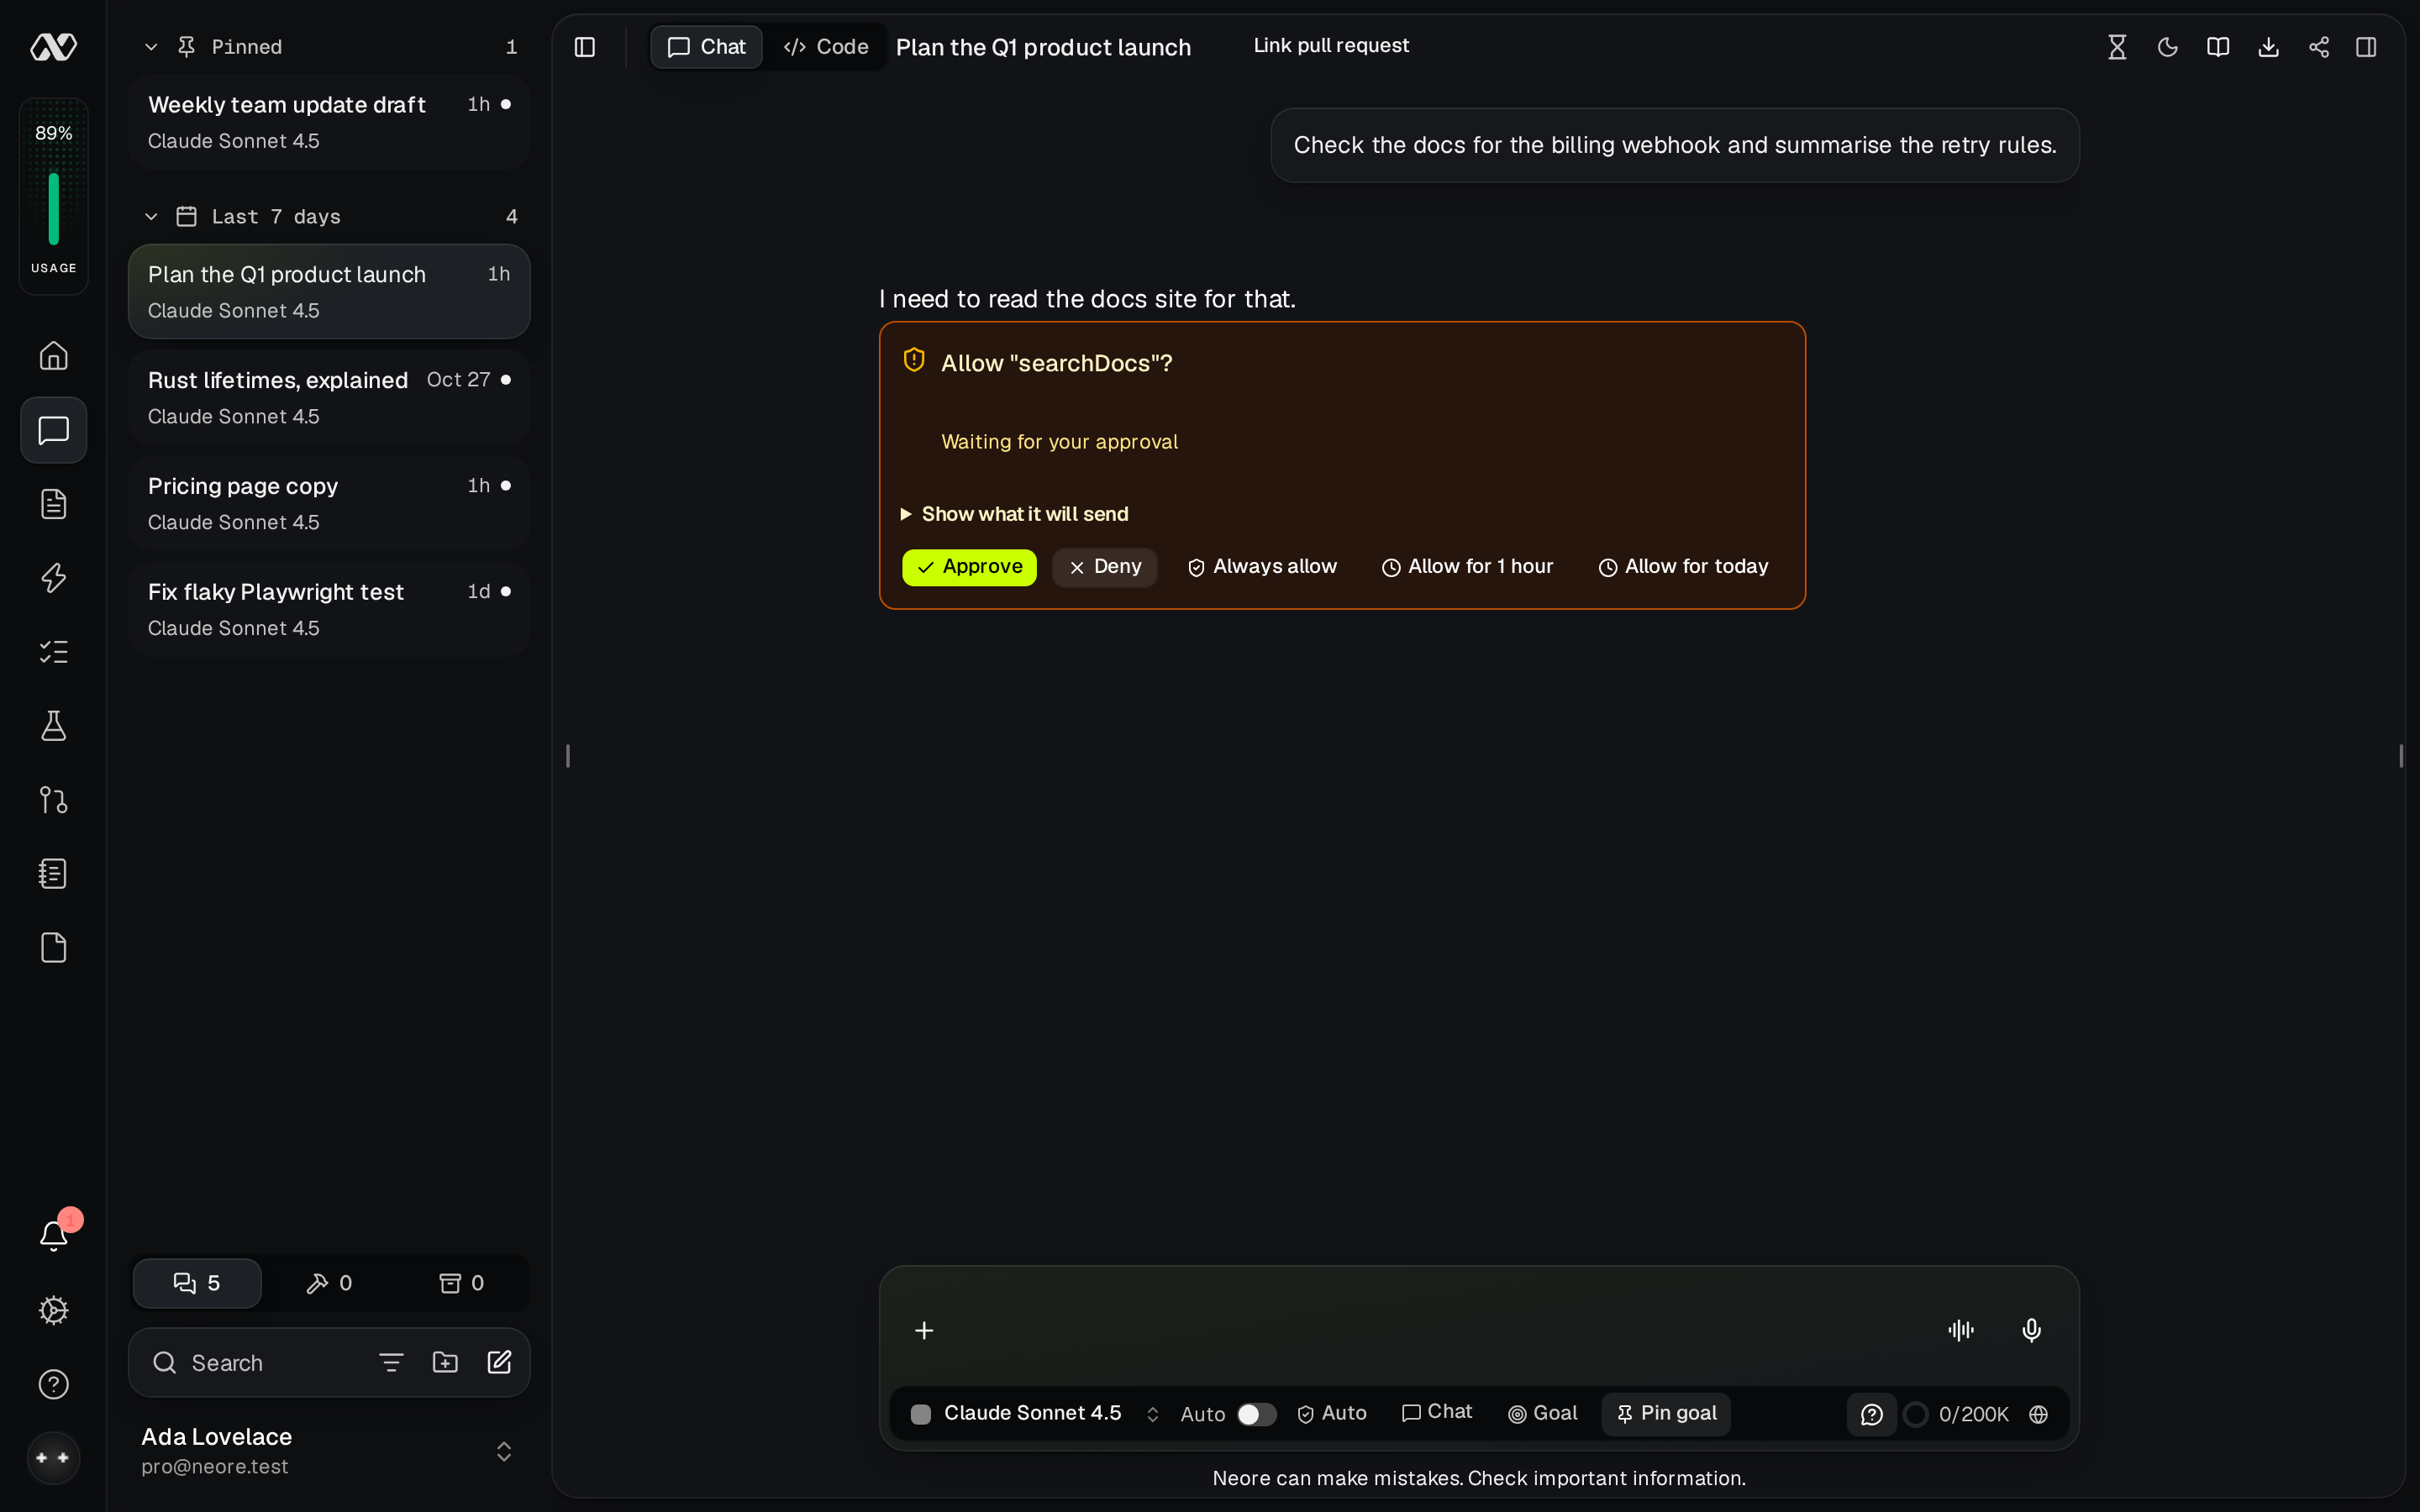 89%
USAGE
Pinned 1
Weekly team update draft 1h
Claude Sonnet 4.5
Last 7 days 4
Plan the Q1 product launch 1h
Claude Sonnet 4.5
Rust lifetimes, explained Oct 27
Claude Sonnet 4.5
Pricing page copy 1h
Claude Sonnet 4.5
Fix flaky Playwright test 1d
Claude Sonnet 4.5
1
5 0 0
Search
Ada Lovelace
pro@neore.test
Chat Code Plan the Q1 product launch Link pull request
Check the docs for the billing webhook and summarise the retry rules.
I need to read the docs site for that.
Allow "searchDocs"?
Waiting for your approval
Show what it will send
Approve Deny Always allow Allow for 1 hour Allow for today
Claude Sonnet 4.5 Auto Auto Chat Goal Pin goal 0/200K
Neore can make mistakes. Check important information.